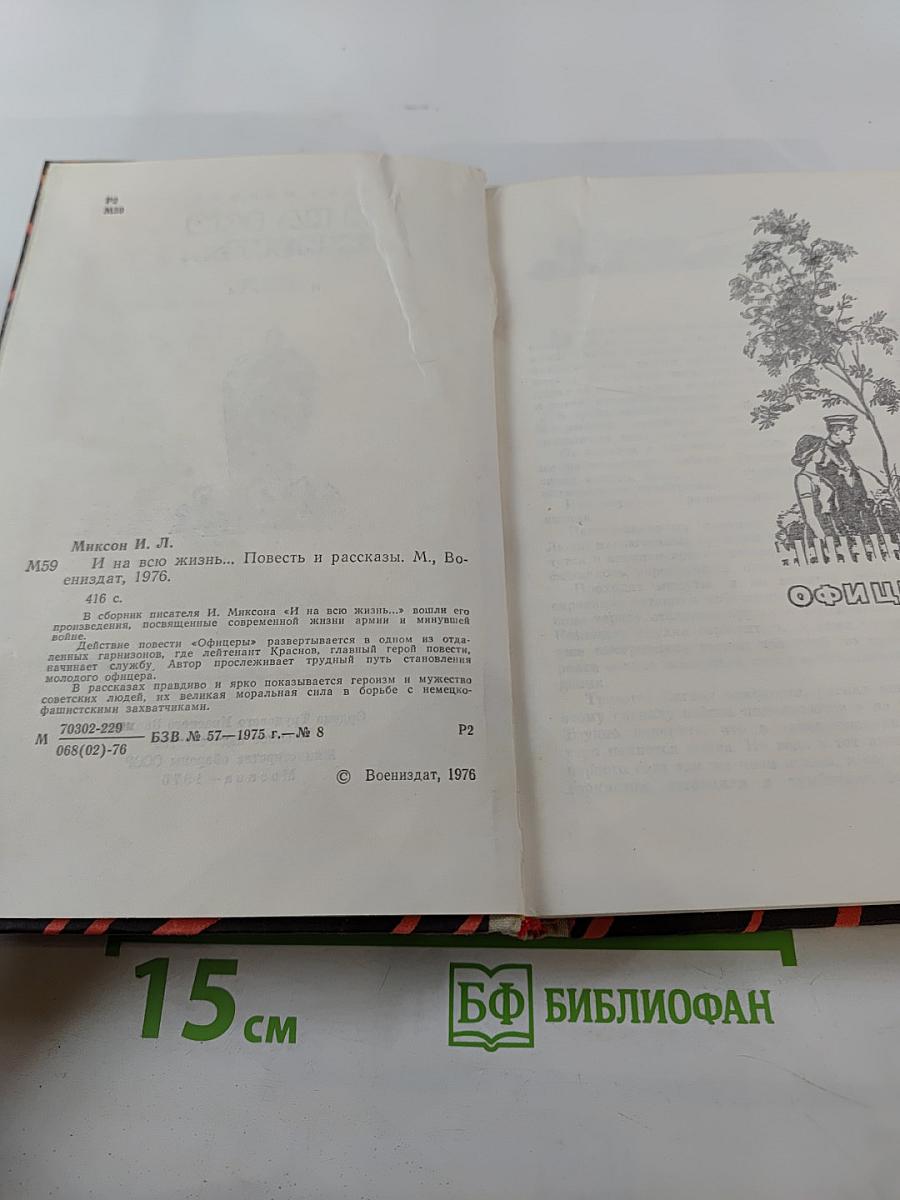 Р2
М59
Миксон И. Л.
М59 И на всю жизнь... Повесть и рассказы. М., Во-
ениздат, 1976.
416 с.
В сборник писателя И. Миксона «И на всю жизнь...» вошли его
произведения, посвященные современной жизни армии и минувшей
войне.
Действие повести «Офицеры» развертывается в одном из отда-
ленных гарнизонов, где лейтенант Краснов, главный герой повести,
начинает службу. Автор прослеживает трудный путь становления
молодого офицера.
В рассказах правдиво и ярко показывается героизм и мужество
советских людей, их великая моральная сила в борьбе с немецко-
фашистскими захватчиками.
М 70302-229
068(02)-76 БЗВ № 57—1975 г.—№ 8 Р2
© Воениздат, 1976
ОФИЦ
15 см
БФ БИБЛИОФАН